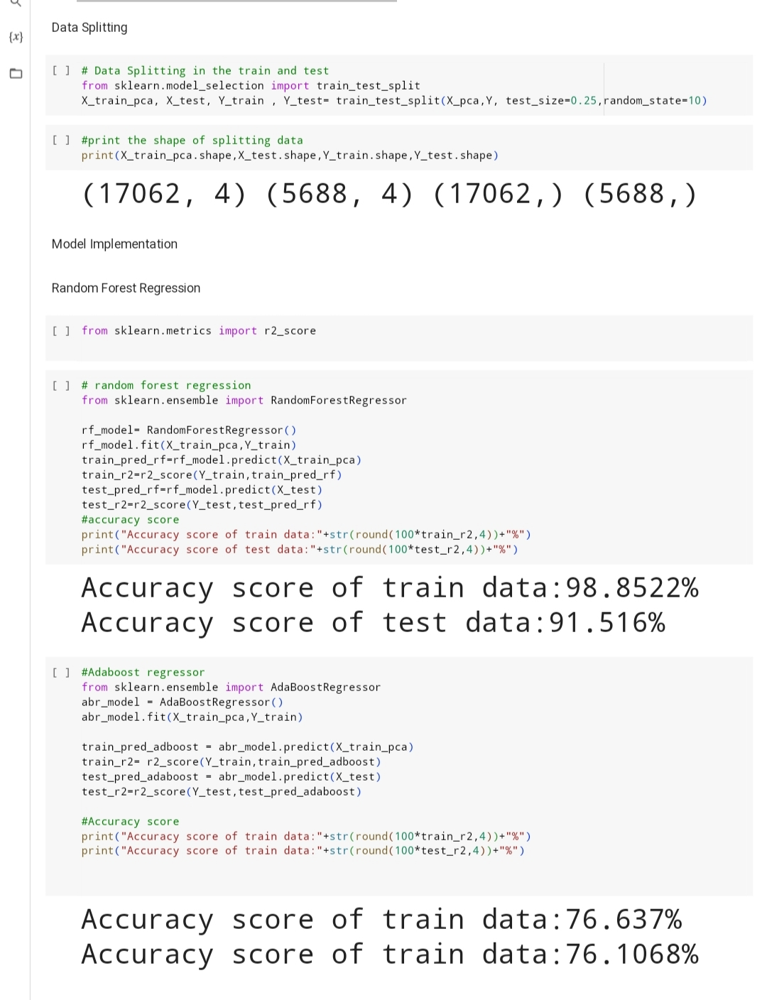 {x}
Data Splitting
[ ] # Data Splitting in the train and test
from sklearn.model_selection import train_test_split
X_train_pca, X_test, Y_train , Y_test= train_test_split(X_pca,Y, test_size=0.25,random_state=10)
[ ] #print the shape of splitting data
print(X_train_pca.shape,X_test.shape,Y_train.shape,Y_test.shape)
(17062, 4) (5688, 4) (17062,) (5688,)
Model Implementation
Random Forest Regression
[ ] from sklearn.metrics import r2_score
[ ] # random forest regression
from sklearn.ensemble import RandomForestRegressor
rf_model= RandomForestRegressor()
rf_model.fit(X_train_pca,Y_train)
train_pred_rf=rf_model.predict(X_train_pca)
train_r2=r2_score(Y_train,train_pred_rf)
test_pred_rf=rf_model.predict(X_test)
test_r2=r2_score(Y_test,test_pred_rf)
#accuracy score
print("Accuracy score of train data:"+str(round(100*train_r2,4))+"%")
print("Accuracy score of test data:"+str(round(100*test_r2,4))+"%")
Accuracy score of train data:98.8522%
Accuracy score of test data:91.516%
[ ] #Adaboost regressor
from sklearn.ensemble import AdaBoostRegressor
abr_model = AdaBoostRegressor()
abr_model.fit(X_train_pca,Y_train)
train_pred_adboost = abr_model.predict(X_train_pca)
train_r2= r2_score(Y_train,train_pred_adboost)
test_pred_adaboost = abr_model.predict(X_test)
test_r2=r2_score(Y_test,test_pred_adaboost)
#Accuracy score
print("Accuracy score of train data:"+str(round(100*train_r2,4))+"%")
print("Accuracy score of train data:"+str(round(100*test_r2,4))+"%")
Accuracy score of train data:76.637%
Accuracy score of train data:76.1068%